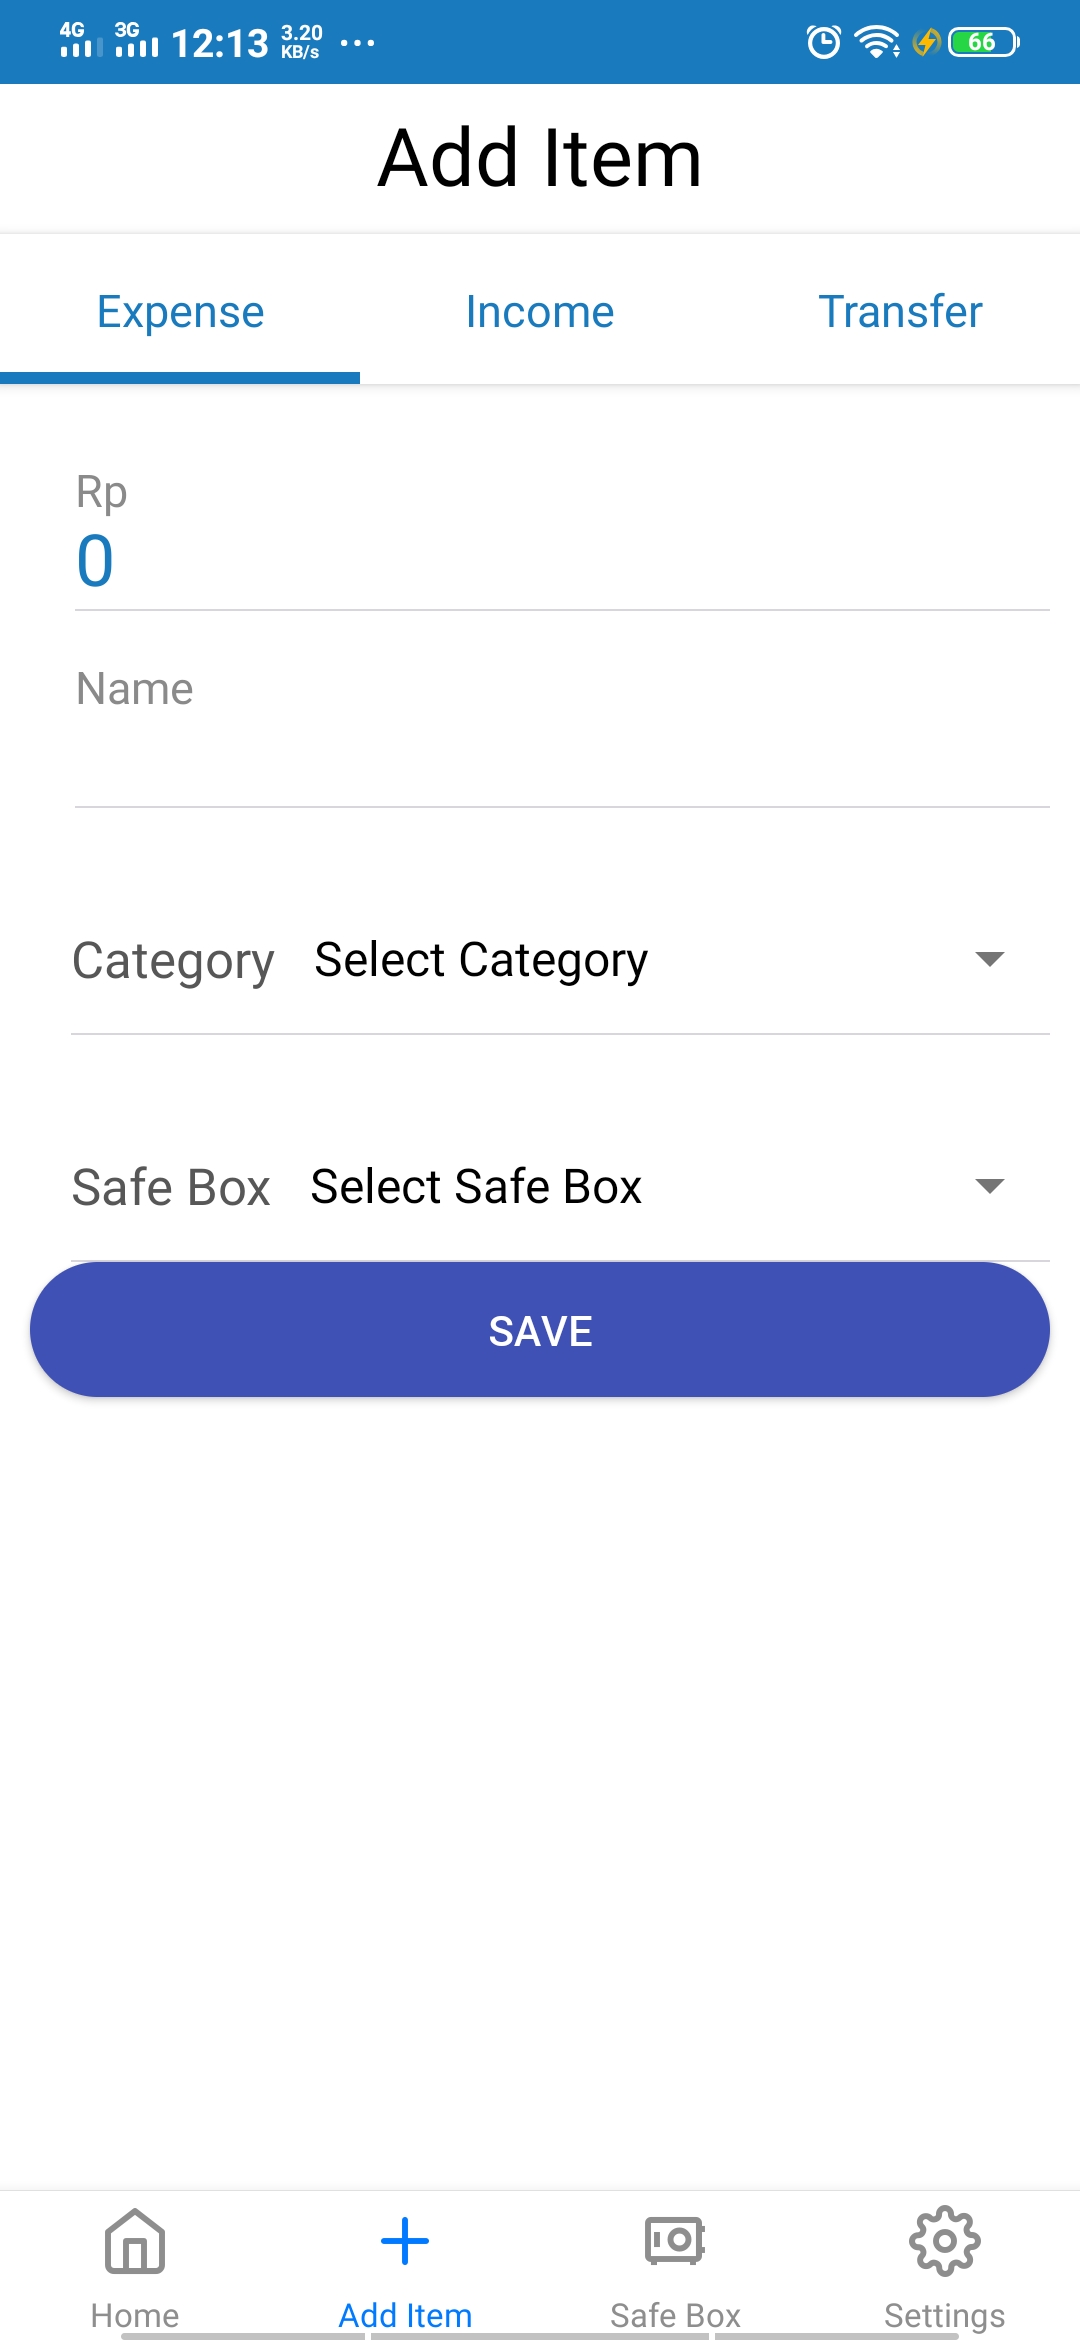 4G 3G 12:13 3.20 KB/s ... 66
Add Item
Expense Income Transfer
Rp
0
Name
Category Select Category
Safe Box Select Safe Box
SAVE
Home Add Item Safe Box Settings